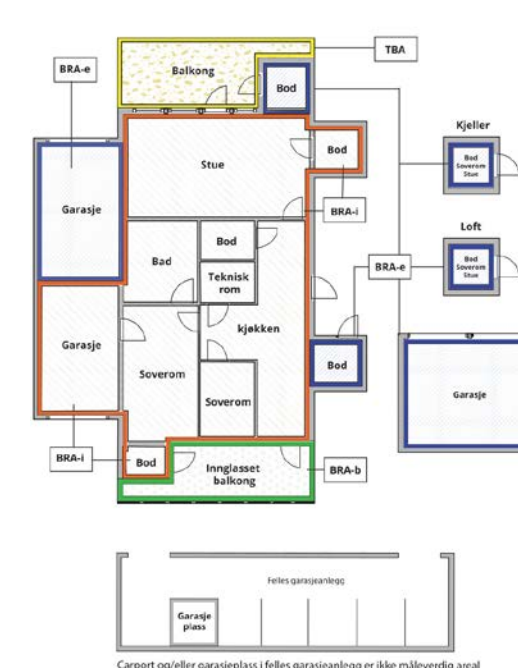 TBA
Balkong
BRA-e
Bod
Kjeller
Bod
Soverom
Stue
Stue
Bod
Garasje
BRA-i
Loft
Bod
Bad
Teknisk
rom
BRA-e
Bod
Soverom
Stue
kjøkken
Garasje
Soverom
Soverom
Bod
Garasje
BRA-i
Bod
Innglasset
balkong
BRA-b
Felles garasjeanlegg
Garasje
plass
Carport og/eller garasjeplass i felles garasjeanlegg er ikke måleverdig areal